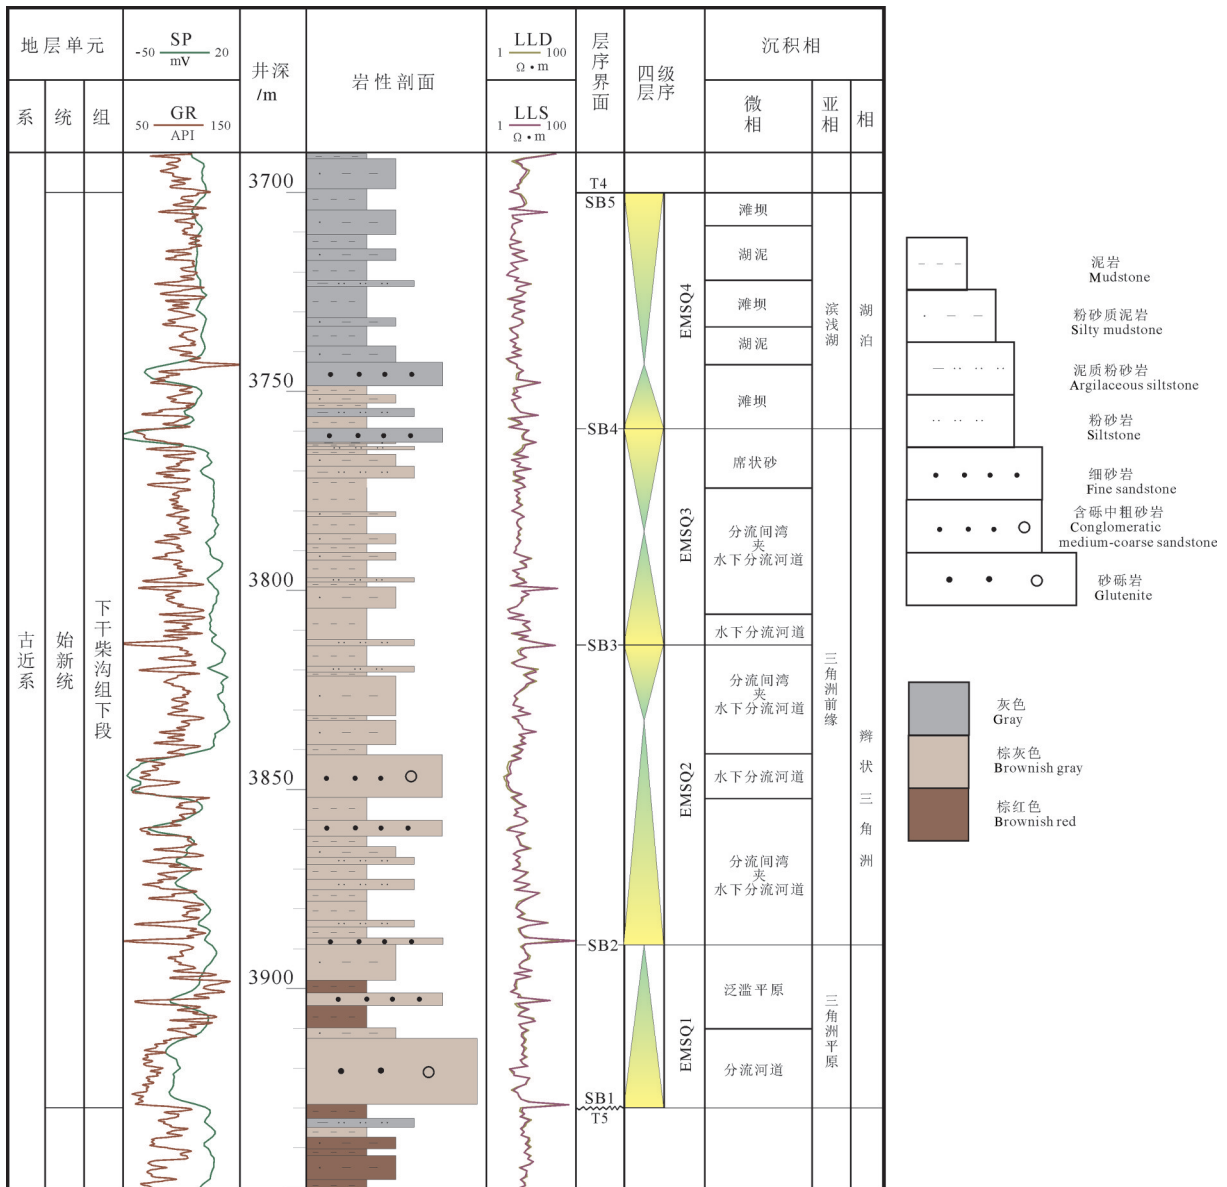 地层单元
SP
-50 20
mV
井深
/m
岩性剖面
LLD
1 100
Ω•m
层序界面
四级
层序
沉积相
系
统
组
GR
50 150
API
LLS
1 100
Ω•m
微相
亚相
相
古近系
始新统
下干柴沟组下段
3700
3750
3800
3850
3900
T4
SB5
SB4
SB3
SB2
SB1
T5
EMSQ4
EMSQ3
EMSQ2
EMSQ1
滩坝
湖泥
滩坝
湖泥
滩坝
席状砂
分流间湾
夹
水下分流河道
水下分流河道
分流间湾
夹
水下分流河道
水下分流河道
分流间湾
夹
水下分流河道
泛滥平原
分流河道
滨浅湖
三角洲前缘
三角洲平原
湖泊
辫状三角洲
泥岩
Mudstone
粉砂质泥岩
Silty mudstone
泥质粉砂岩
Argilaceous siltstone
粉砂岩
Siltstone
细砂岩
Fine sandstone
含砾中粗砂岩
Conglomeratic
medium-coarse sandstone
砂砾岩
Glutenite
灰色
Gray
棕灰色
Brownish gray
棕红色
Brownish red